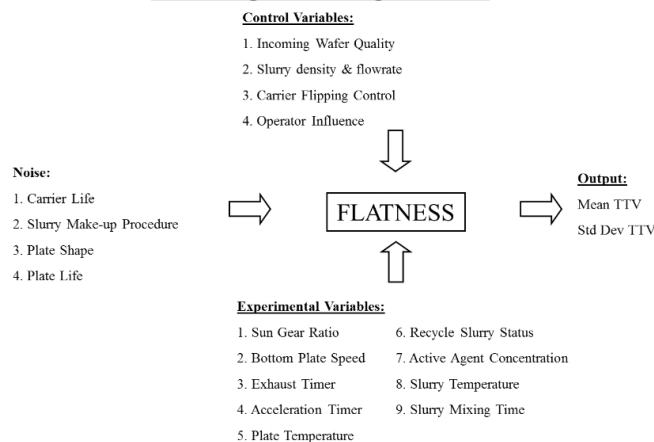 Control Variables:
1. Incoming Wafer Quality
2. Slurry density & flowrate
3. Carrier Flipping Control
4. Operator Influence
Noise:
1. Carrier Life
2. Slurry Make-up Procedure
3. Plate Shape
4. Plate Life
FLATNESS
Output:
Mean TTV
Std Dev TTV
Experimental Variables:
1. Sun Gear Ratio
2. Bottom Plate Speed
3. Exhaust Timer
4. Acceleration Timer
5. Plate Temperature
6. Recycle Slurry Status
7. Active Agent Concentration
8. Slurry Temperature
9. Slurry Mixing Time